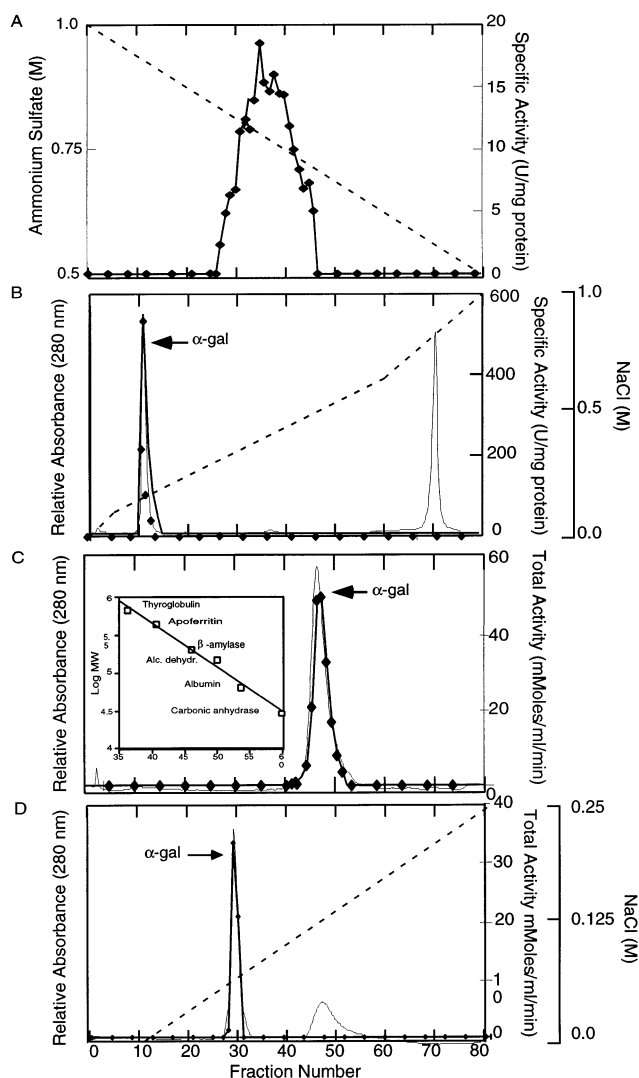 A
1.0
0.75
0.5
Ammonium Sulfate (M)
20
15
10
5
0
Specific Activity (U/mg protein)
B
Relative Absorbance (280 nm)
α-gal
600
400
200
0
Specific Activity (U/mg protein)
1.0
0.5
0.0
NaCl (M)
C
Relative Absorbance (280 nm)
α-gal
60
40
20
0
Total Activity (mMoles/ml/min)
Log MW
6
5.
5
5
4.5
4
Thyroglobulin
Apoferritin
β -amylase
Alc. dehydr.
Albumin
Carbonic anhydrase
35 40 45 50 55 6
0
D
Relative Absorbance (280 nm)
α-gal
40
30
20
1
0
0
Total Activity mMoles/ml/min)
0.25
0.125
0.0
NaCl (M)
0 10 20 30 40 50 60 70 80
Fraction Number